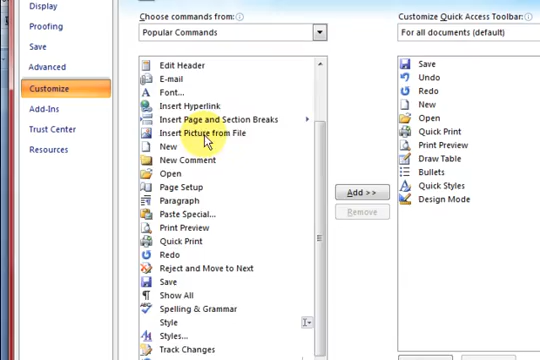 Display
Proofing
Save
Advanced
Customize
Add-Ins
Trust Center
Resources
Choose commands from:
Popular Commands
Edit Header
E-mail
Font...
Insert Hyperlink
Insert Page and Section Breaks
Insert Picture from File
New
New Comment
Open
Page Setup
Paragraph
Paste Special...
Print Preview
Quick Print
Redo
Reject and Move to Next
Save
Show All
Spelling & Grammar
Style
Styles...
Track Changes
Add >>
Remove
Customize Quick Access Toolbar:
For all documents (default)
Save
Undo
Redo
New
Open
Quick Print
Print Preview
Draw Table
Bullets
Quick Styles
Design Mode